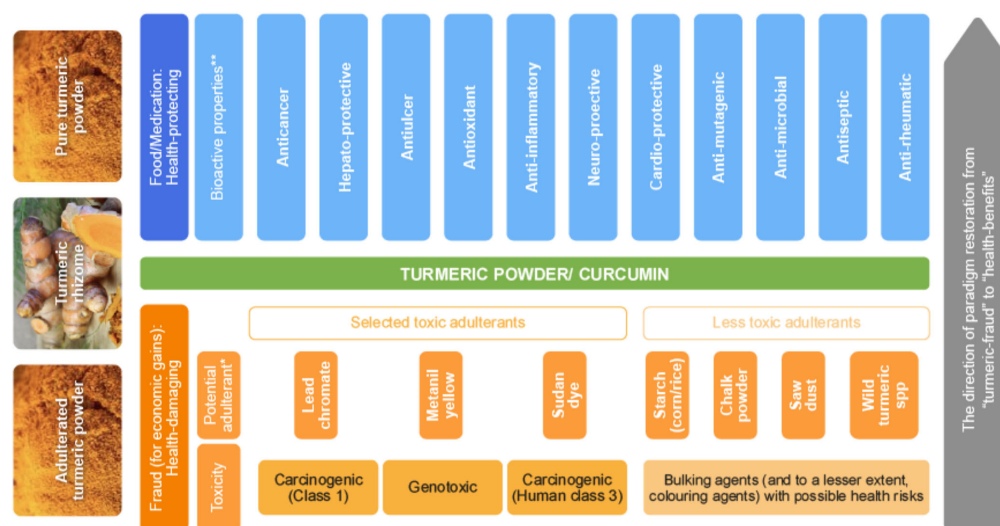 Pure turmeric
powder
Turmeric
rhizome
Adulterated
turmeric powder
Food/Medication:
Health-protecting
Bioactive properties**
Anticancer
Hepato-protective
Antiulcer
Antioxidant
Anti-inflammatory
Neuro-proective
Cardio-protective
Anti-mutagenic
Anti-microbial
Antiseptic
Anti-rheumatic
TURMERIC POWDER/ CURCUMIN
Fraud (for economic gains):
Health-damaging
Selected toxic adulterants
Less toxic adulterants
Potential
adulterant*
Lead
chromate
Metanil
yellow
Sudan
dye
Starch
(corn/rice)
Chalk
powder
Saw
dust
Wild
turmeric
spp
Toxicity
Carcinogenic
(Class 1)
Genotoxic
Carcinogenic
(Human class 3)
Bulking agents (and to a lesser extent,
colouring agents) with possible health risks
The direction of paradigm restoration from
"turmeric-fraud" to "health-benefits"